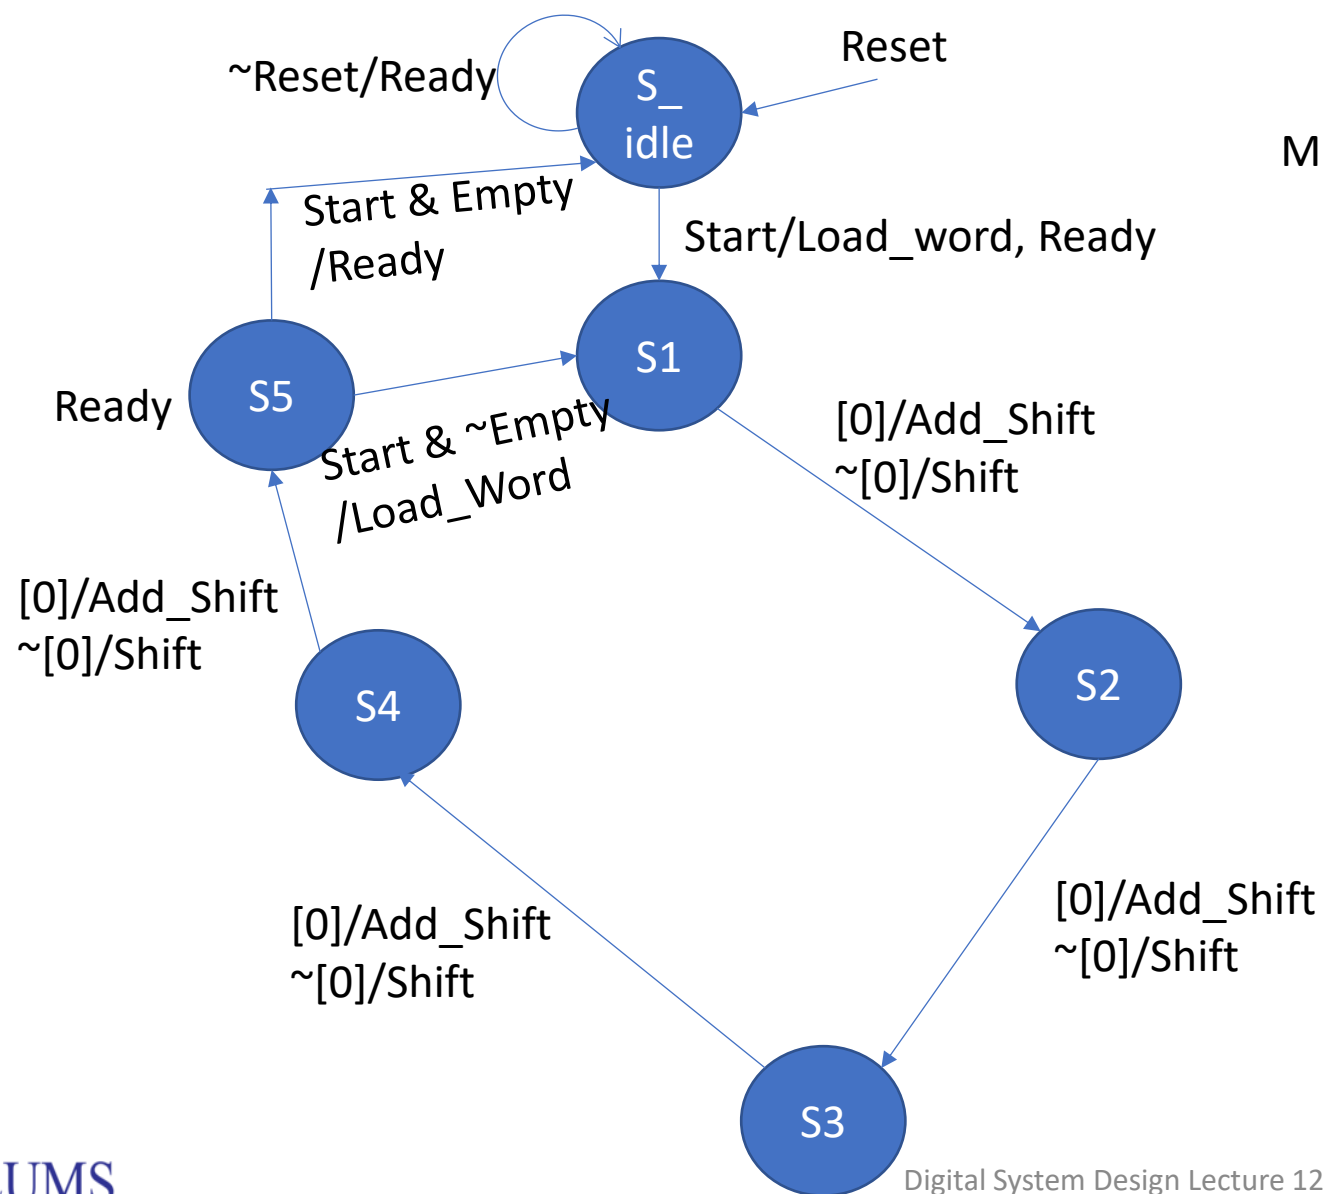 Reset
~Reset/Ready
S_
idle
M
Start & Empty
/Ready
Start/Load_word, Ready
S1
S5
Ready
Start & ~Empty
/Load_Word
[0]/Add_Shift
~[0]/Shift
[0]/Add_Shift
~[0]/Shift
S4
S2
[0]/Add_Shift
~[0]/Shift
[0]/Add_Shift
~[0]/Shift
S3
LUMS
Digital System Design Lecture 12